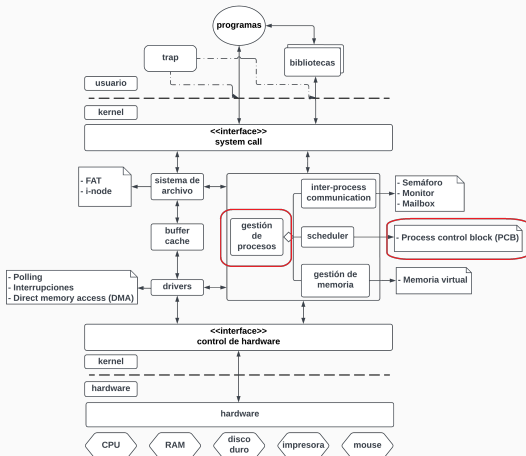 programas
trap
bibliotecas
usuario
kernel
<<interface>>
system call
- FAT
- i-node
sistema de
archivo
inter-process
communication
- Semáforo
- Monitor
- Mailbox
buffer
cache
gestión
de
procesos
scheduler
- Process control block (PCB)
- Polling
- Interrupciones
- Direct memory access (DMA)
drivers
gestión de
memoria
- Memoria virtual
<<interface>>
control de hardware
kernel
hardware
hardware
CPU
RAM
disco
duro
impresora
mouse